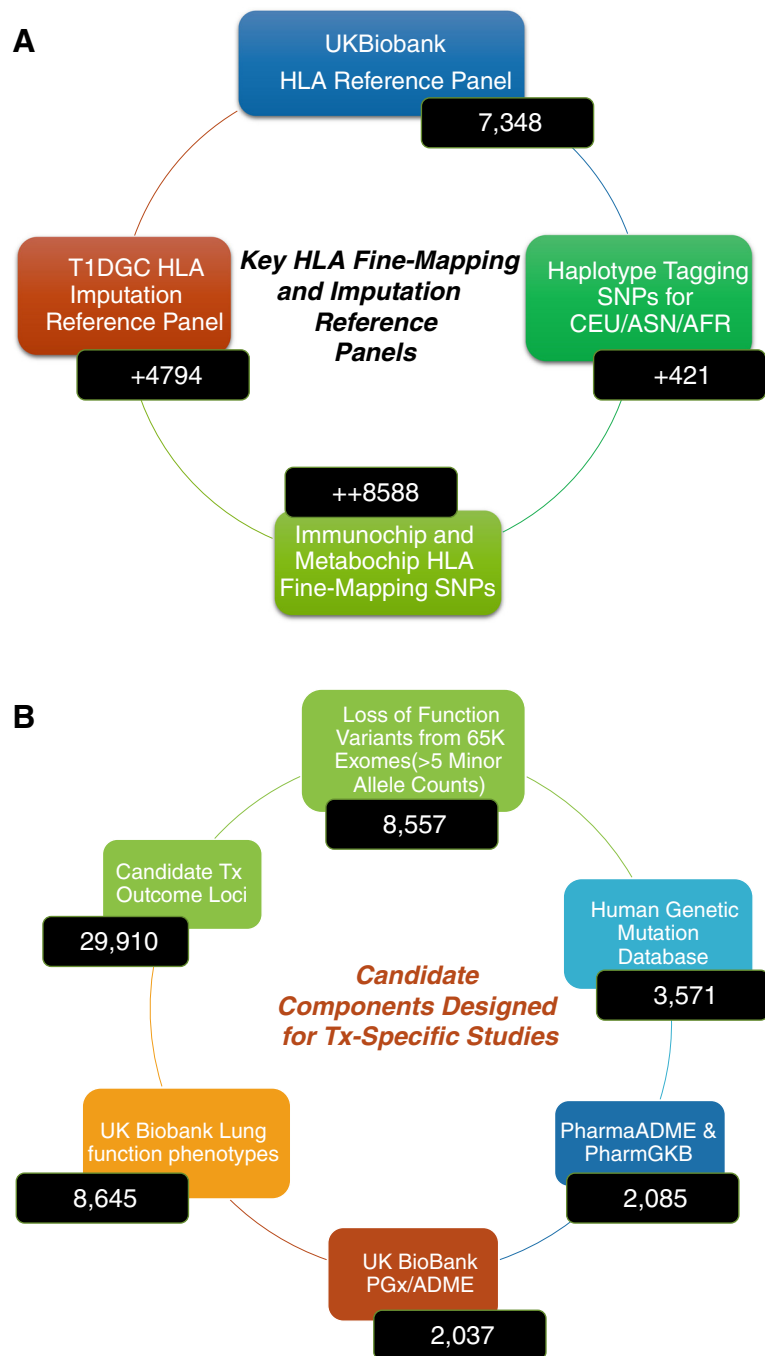 A
UKBiobank
HLA Reference Panel
7,348
T1DGC HLA
Imputation
Reference Panel
+4794
Key HLA Fine-Mapping
and Imputation
Reference
Panels
Haplotype Tagging
SNPs for
CEU/ASN/AFR
+421
++8588
Immunochip and
Metabochip HLA
Fine-Mapping SNPs
B
Loss of Function
Variants from 65K
Exomes(>5 Minor
Allele Counts)
8,557
Candidate Tx
Outcome Loci
29,910
Human Genetic
Mutation
Database
3,571
Candidate
Components Designed
for Tx-Specific Studies
UK Biobank Lung
function phenotypes
8,645
PharmaADME &
PharmGKB
2,085
UK BioBank
PGx/ADME
2,037